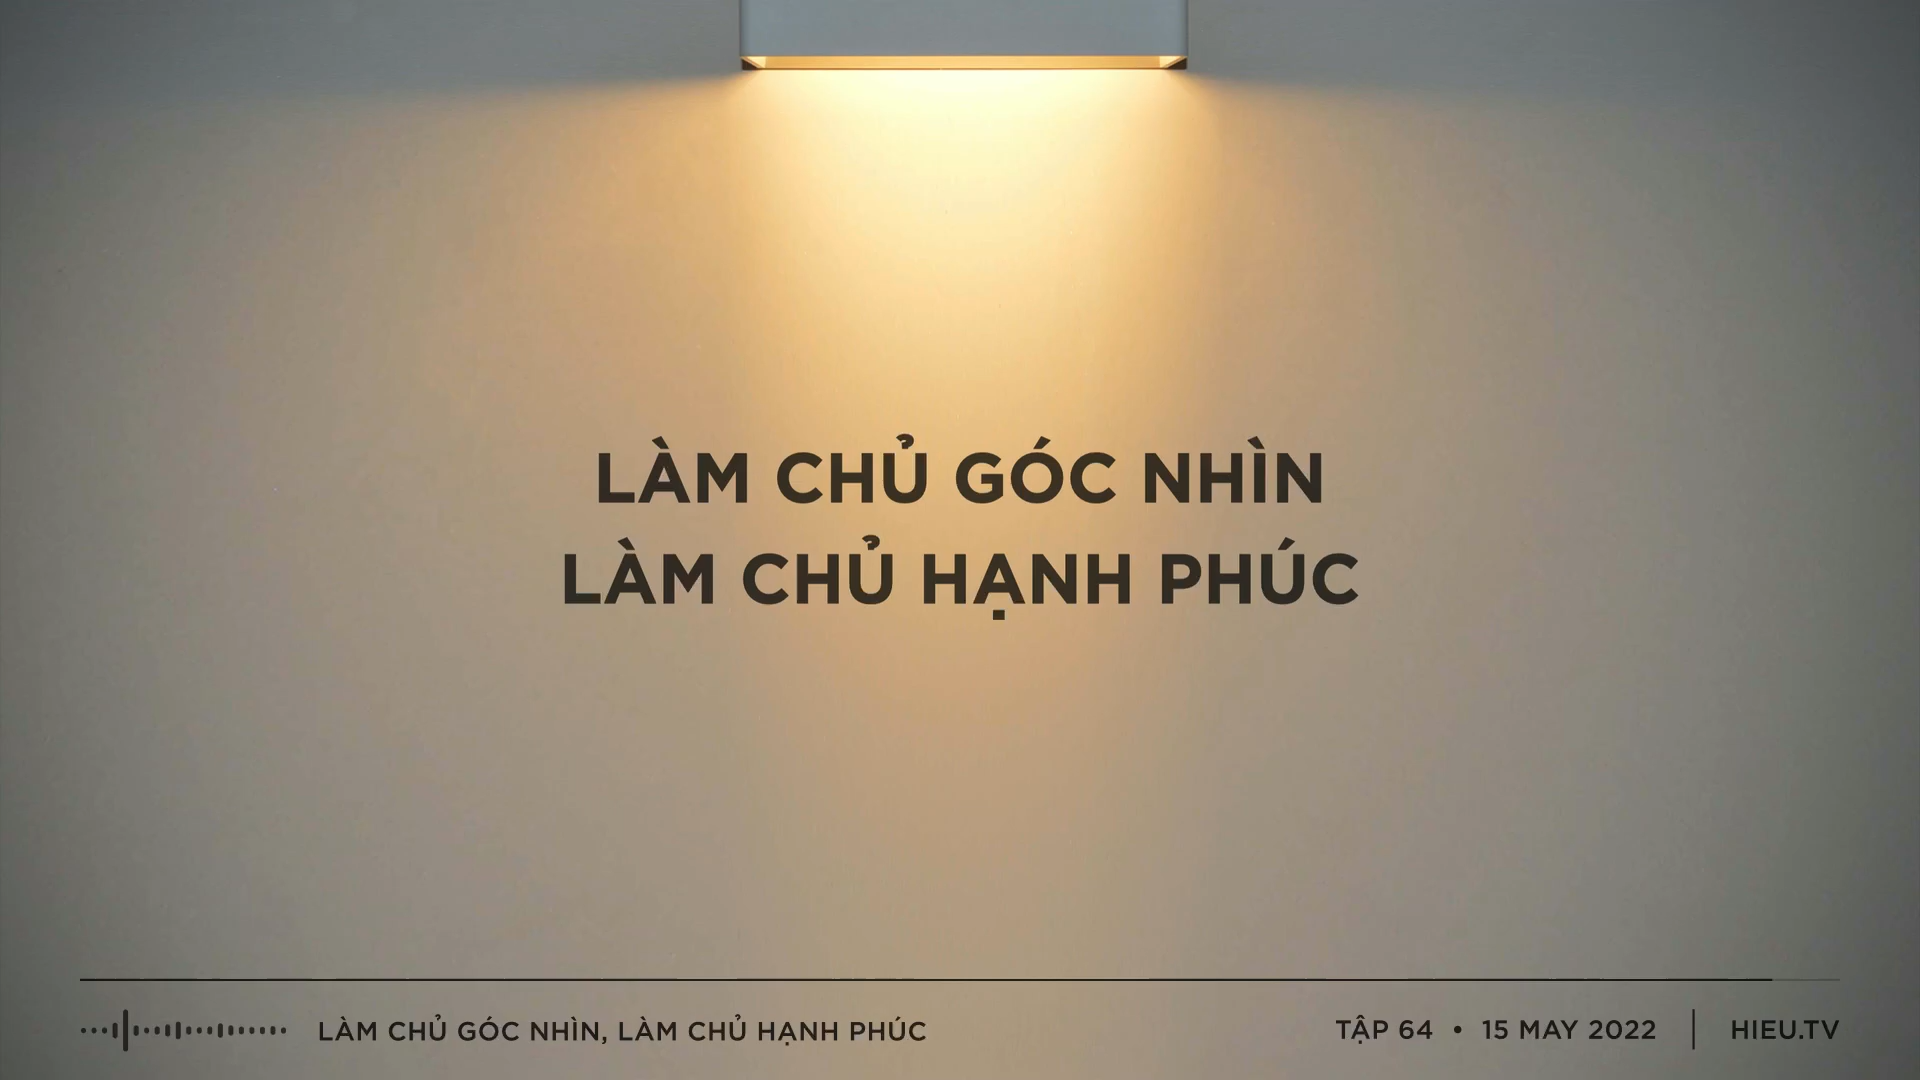 LÀM CHỦ GÓC NHÌN
LÀM CHỦ HẠNH PHÚC
LÀM CHỦ GÓC NHÌN, LÀM CHỦ HẠNH PHÚC
TẬP 64 • 15 MAY 2022 | HIEU.TV